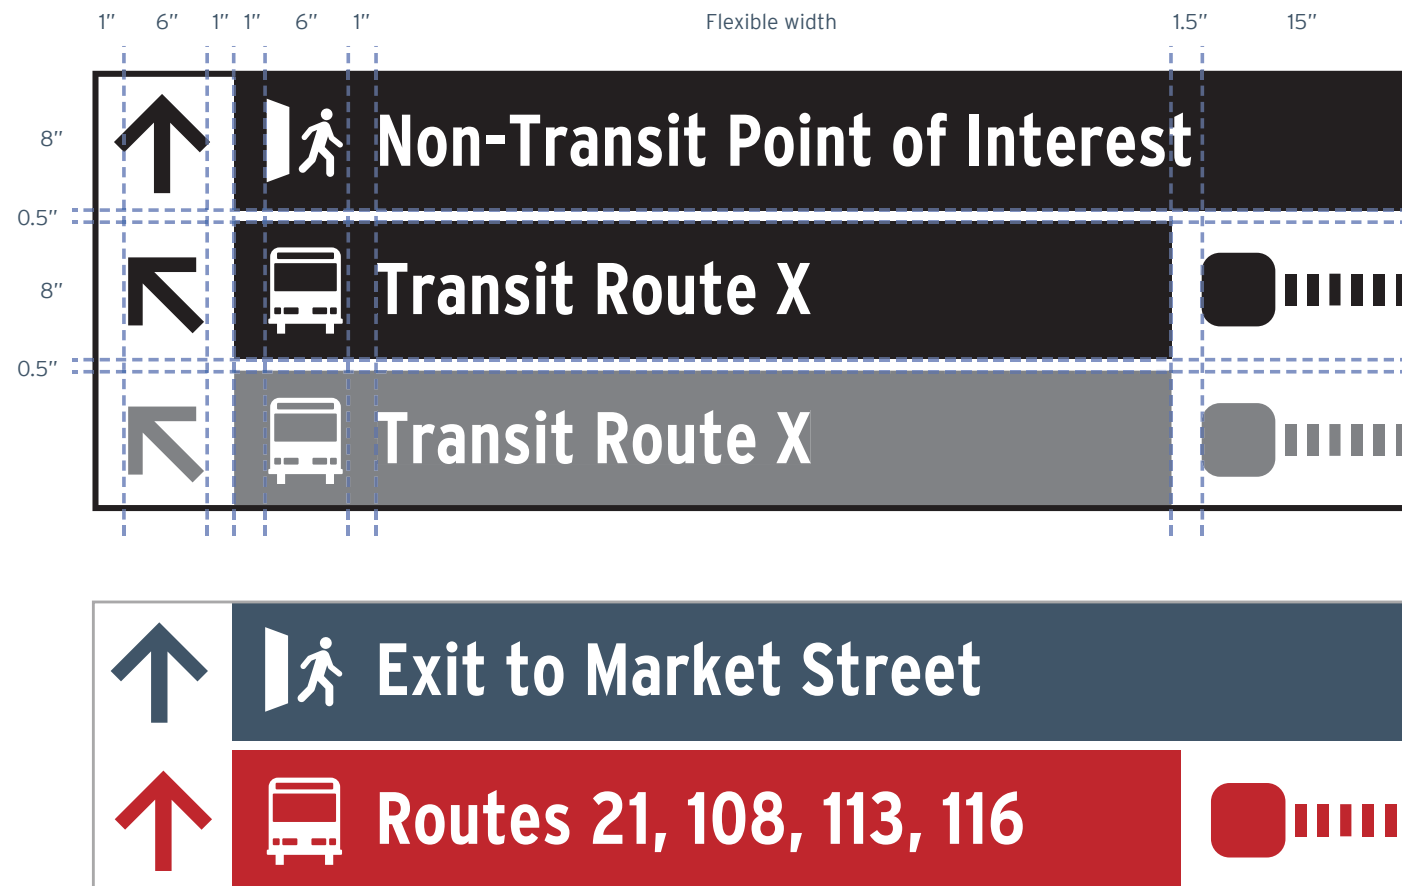 1” 6” 1” 1” 6” 1” Flexible width 1.5” 15”
8” Non-Transit Point of Interest
0.5”
8” Transit Route X
0.5”
Transit Route X
Exit to Market Street
Routes 21, 108, 113, 116